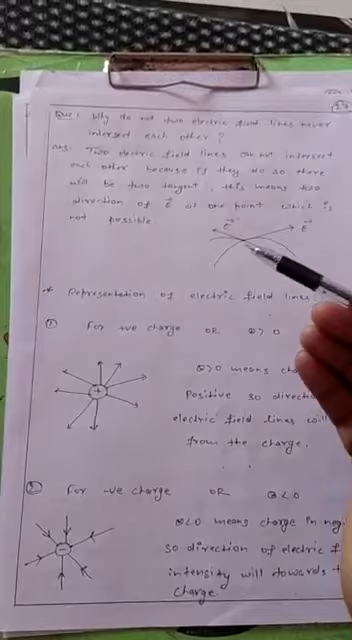 Que: Why do not two electric field lines never
intersect each other?
Ans: Two electric field lines can not intersect
each other because if they do so there
will be two tangent, this means two
direction of E⃗ at one point which is
not possible.
E⃗ E⃗
* Representation of electric field lines:
① For +ve charge OR Q>0
+
Q>0 means
Positive so direction
electric field lines will
from the charge.
② For -ve charge OR Q<0
-
Q<0 means charge in
so direction of electric
intensity will towards
charge